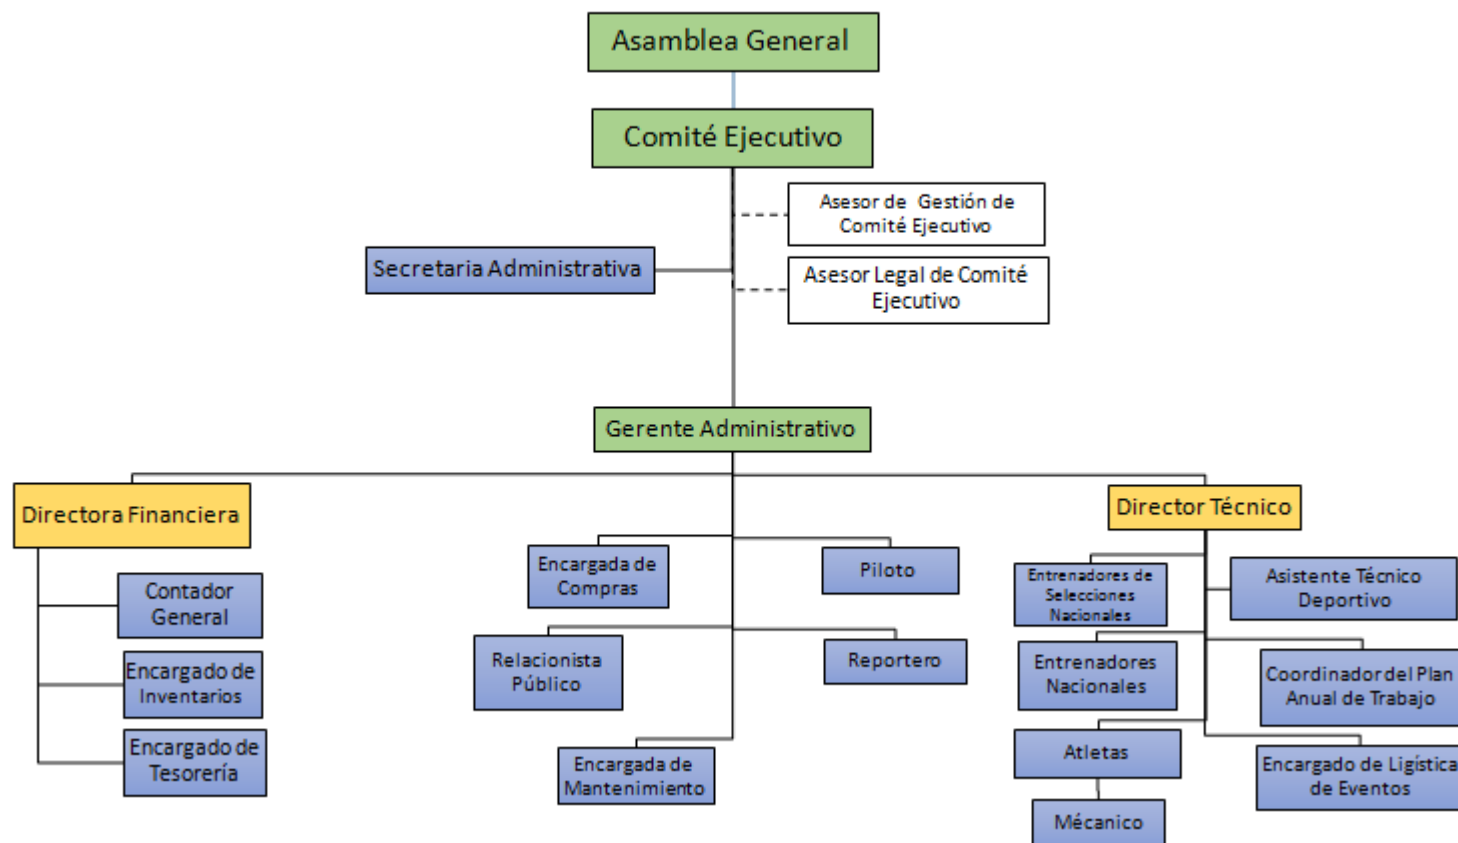 Asamblea General
Comité Ejecutivo
Asesor de Gestión de
Comité Ejecutivo
Secretaria Administrativa
Asesor Legal de Comité
Ejecutivo
Gerente Administrativo
Directora Financiera
Contador
General
Encargado de
Inventarios
Encargado de
Tesorería
Encargada de
Compras
Piloto
Relacionista
Público
Reportero
Encargada de
Mantenimiento
Director Técnico
Entrenadores de
Selecciones
Nacionales
Asistente Técnico
Deportivo
Entrenadores
Nacionales
Coordinador del Plan
Anual de Trabajo
Atletas
Encargado de Ligística
de Eventos
Mécanico